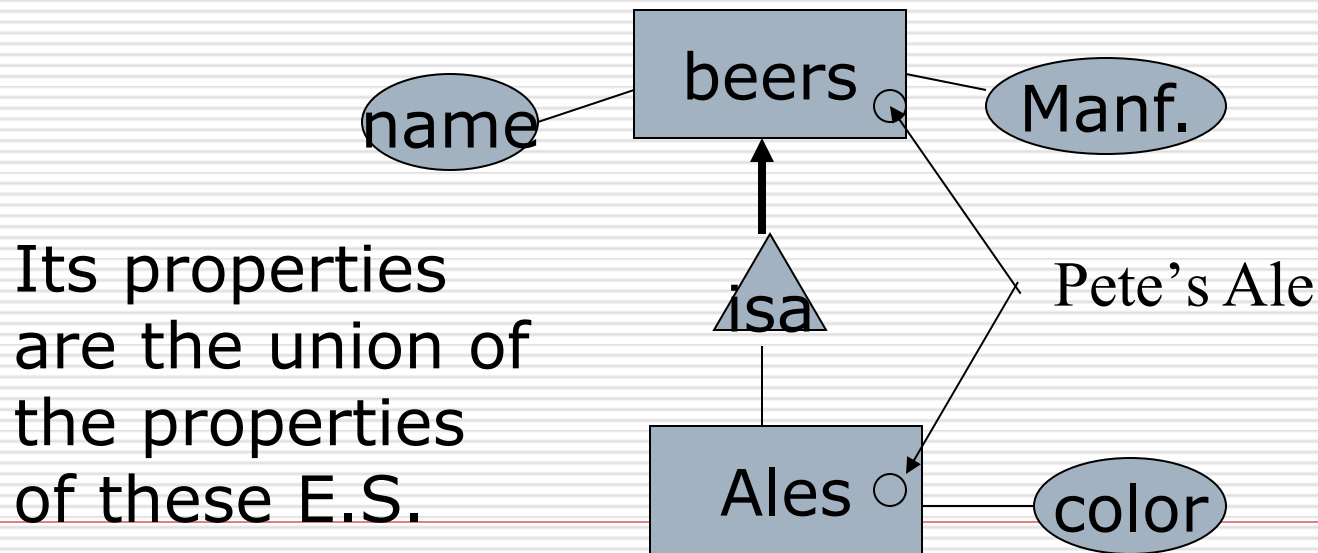 beers
name
Manf.
Its properties
are the union of
the properties
of these E.S.
isa
Pete’s Ale
Ales
color